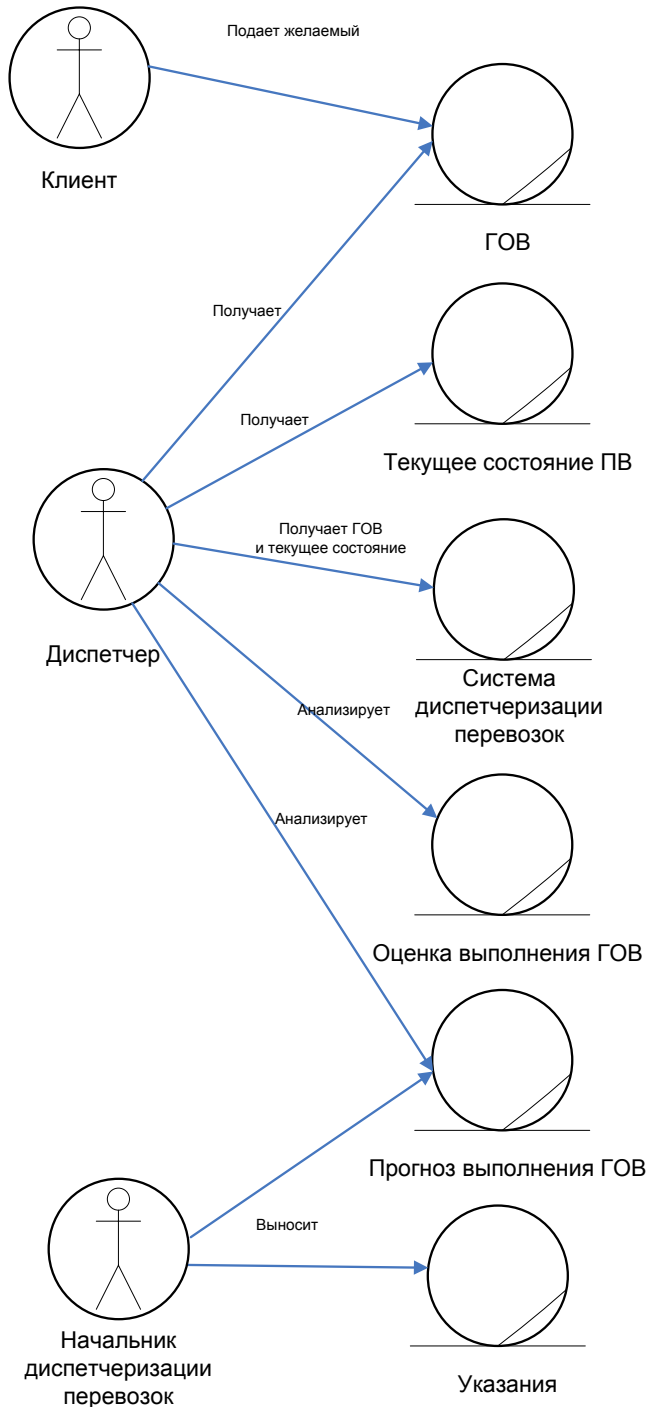 Подает желаемый
Клиент
ГОВ
Получает
Получает
Текущее состояние ПВ
Получает ГОВ
и текущее состояние
Диспетчер
Система
диспетчеризации
перевозок
Анализирует
Анализирует
Оценка выполнения ГОВ
Прогноз выполнения ГОВ
Выносит
Начальник
диспетчеризации
перевозок
Указания